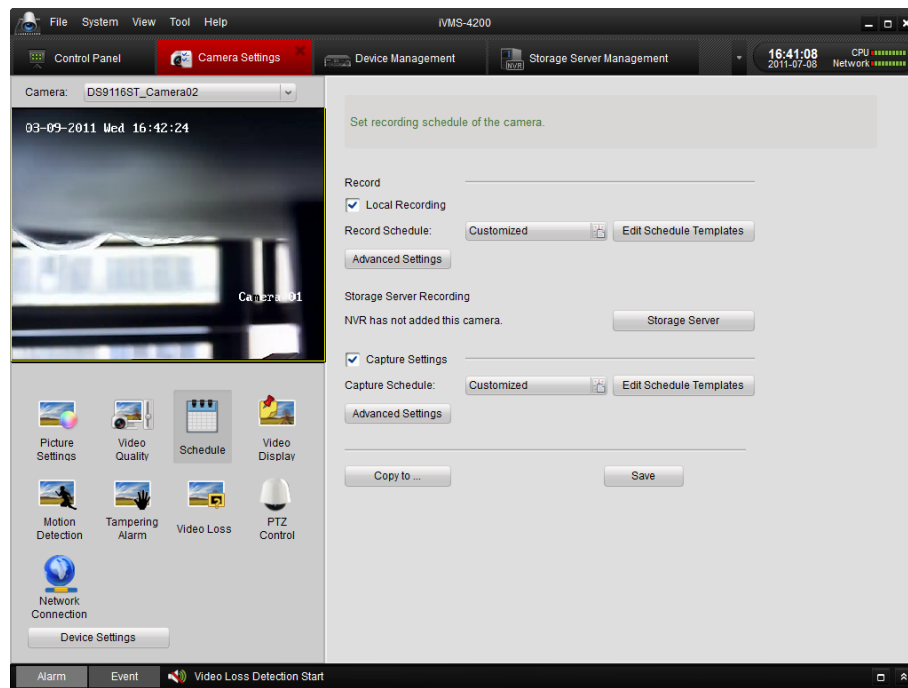 File System View Tool Help iVMS-4200
Control Panel Camera Settings Device Management NVR Storage Server Management 16:41:08 CPU
2011-07-08 Network
Camera: DS9116ST_Camera02
03-09-2011 Wed 16:42:24
Camera 01
Picture Settings
Video Quality
Schedule
Video Display
Motion Detection
Tampering Alarm
Video Loss
PTZ Control
Network Connection
Device Settings
Set recording schedule of the camera.
Record
Local Recording
Record Schedule: Customized Edit Schedule Templates
Advanced Settings
Storage Server Recording
NVR has not added this camera. Storage Server
Capture Settings
Capture Schedule: Customized Edit Schedule Templates
Advanced Settings
Copy to ... Save
Alarm Event Video Loss Detection Start